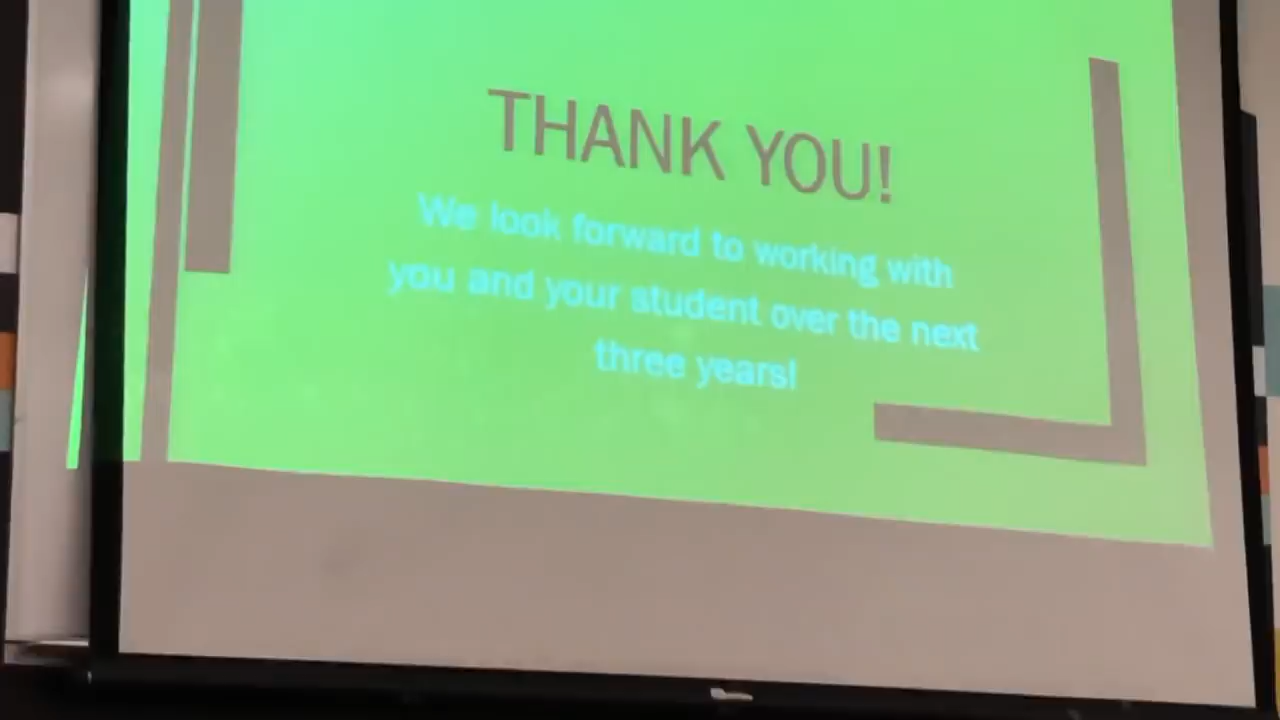 THANK YOU!
We look forward to working with
you and your student over the next
three years!